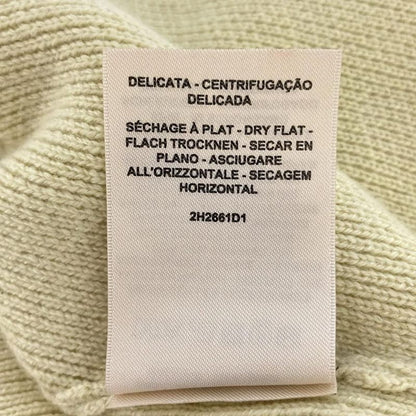 DELICATA - CENTRIFUGAÇÃO
DELICADA
SÉCHAGE À PLAT - DRY FLAT -
FLACH TROCKNEN - SECAR EN
PLANO - ASCIUGARE
ALL'ORIZZONTALE - SECAGEM
HORIZONTAL
2H2661D1